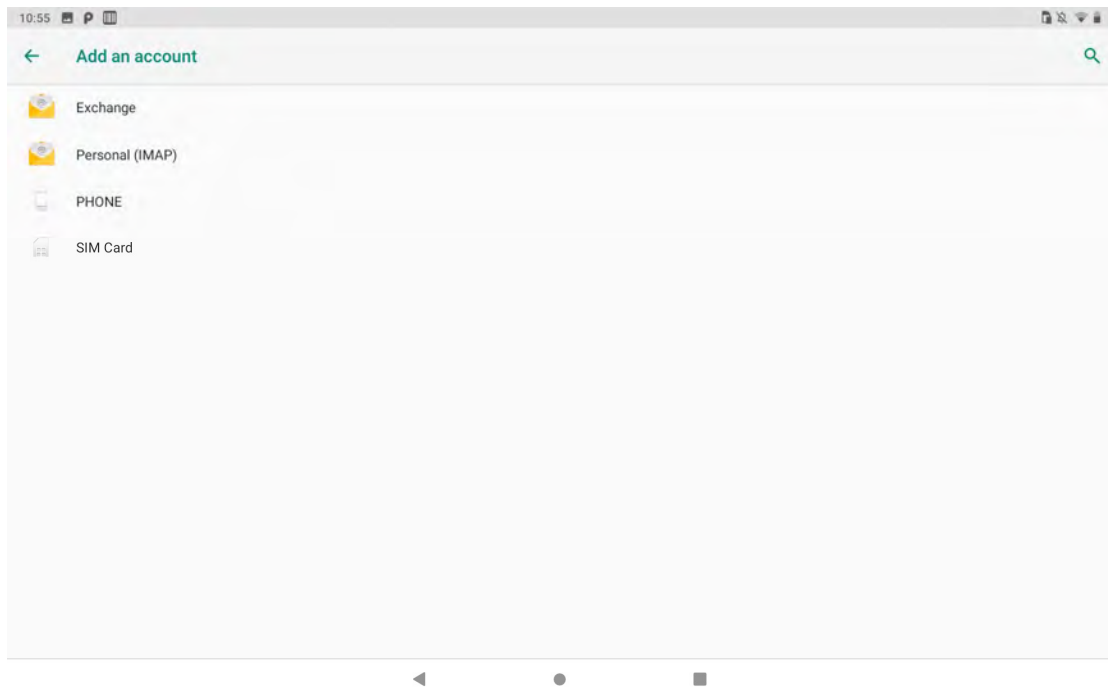 10:55
Add an account
Exchange
Personal (IMAP)
PHONE
SIM Card